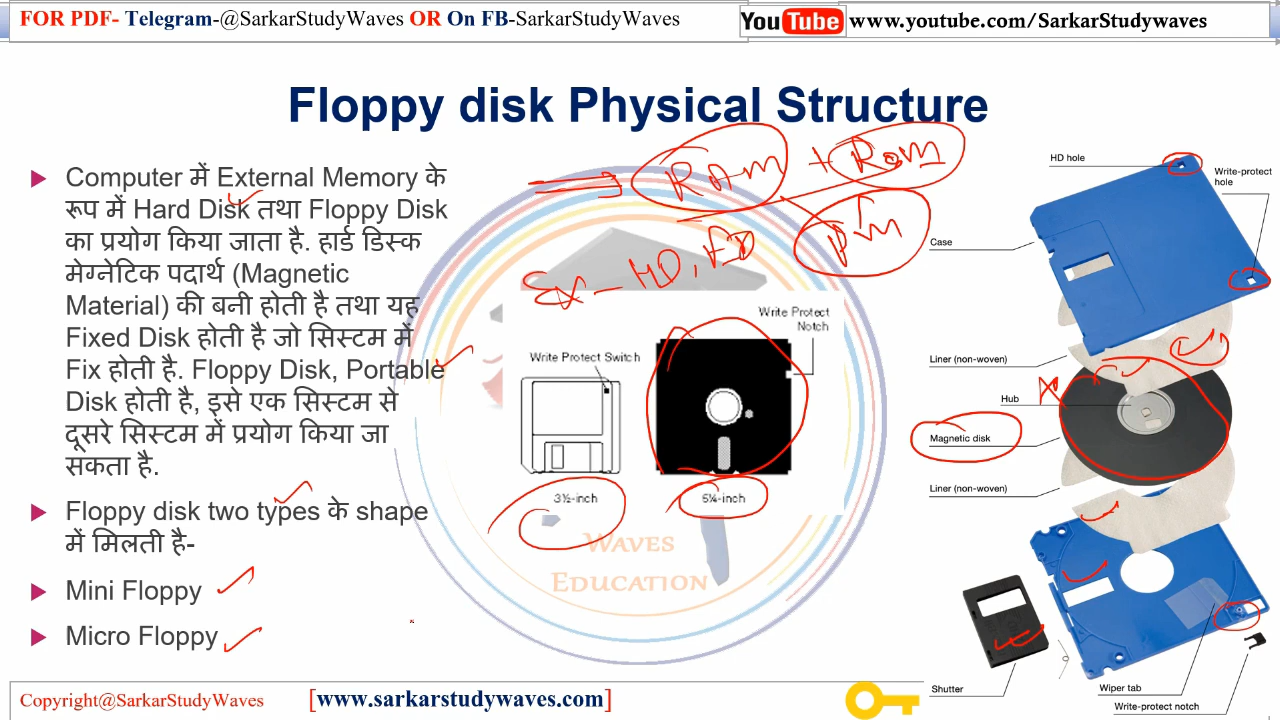 FOR PDF- Telegram-@SarkarStudyWaves OR On FB-SarkarStudyWaves
You Tube www.youtube.com/SarkarStudywaves
Floppy disk Physical Structure
Computer में External Memory के
रूप में Hard Disk तथा Floppy Disk
का प्रयोग किया जाता है. हार्ड डिस्क
मेग्नेटिक पदार्थ (Magnetic
Material) की बनी होती है तथा यह
Fixed Disk होती है जो सिस्टम में
Fix होती है. Floppy Disk, Portable
Disk होती है, इसे एक सिस्टम से
दूसरे सिस्टम में प्रयोग किया जा
सकता है.
Floppy disk two types के shape
में मिलती है-
Mini Floppy
Micro Floppy
RAM + ROM
PM
Ex - HD, FD
Write Protect
Notch
Write Protect Switch
3½-inch
5¼-inch
WAVES
EDUCATION
HD hole
Write-protect
hole
Case
Liner (non-woven)
Hub
Magnetic disk
Liner (non-woven)
Shutter
Wiper tab
Write-protect notch
Copyright@SarkarStudyWaves
[www.sarkarstudywaves.com]